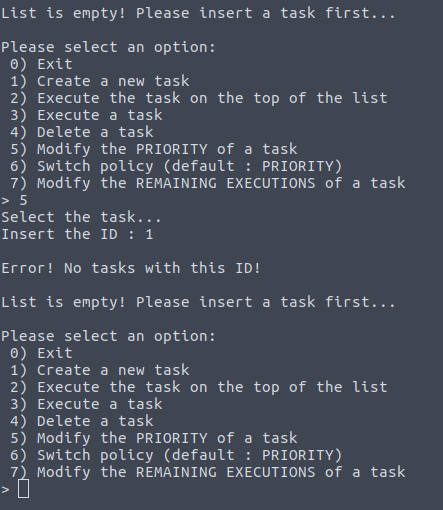 List is empty! Please insert a task first...
Please select an option:
0) Exit
1) Create a new task
2) Execute the task on the top of the list
3) Execute a task
4) Delete a task
5) Modify the PRIORITY of a task
6) Switch policy (default : PRIORITY)
7) Modify the REMAINING EXECUTIONS of a task
> 5
Select the task...
Insert the ID : 1
Error! No tasks with this ID!
List is empty! Please insert a task first...
Please select an option:
0) Exit
1) Create a new task
2) Execute the task on the top of the list
3) Execute a task
4) Delete a task
5) Modify the PRIORITY of a task
6) Switch policy (default : PRIORITY)
7) Modify the REMAINING EXECUTIONS of a task
>